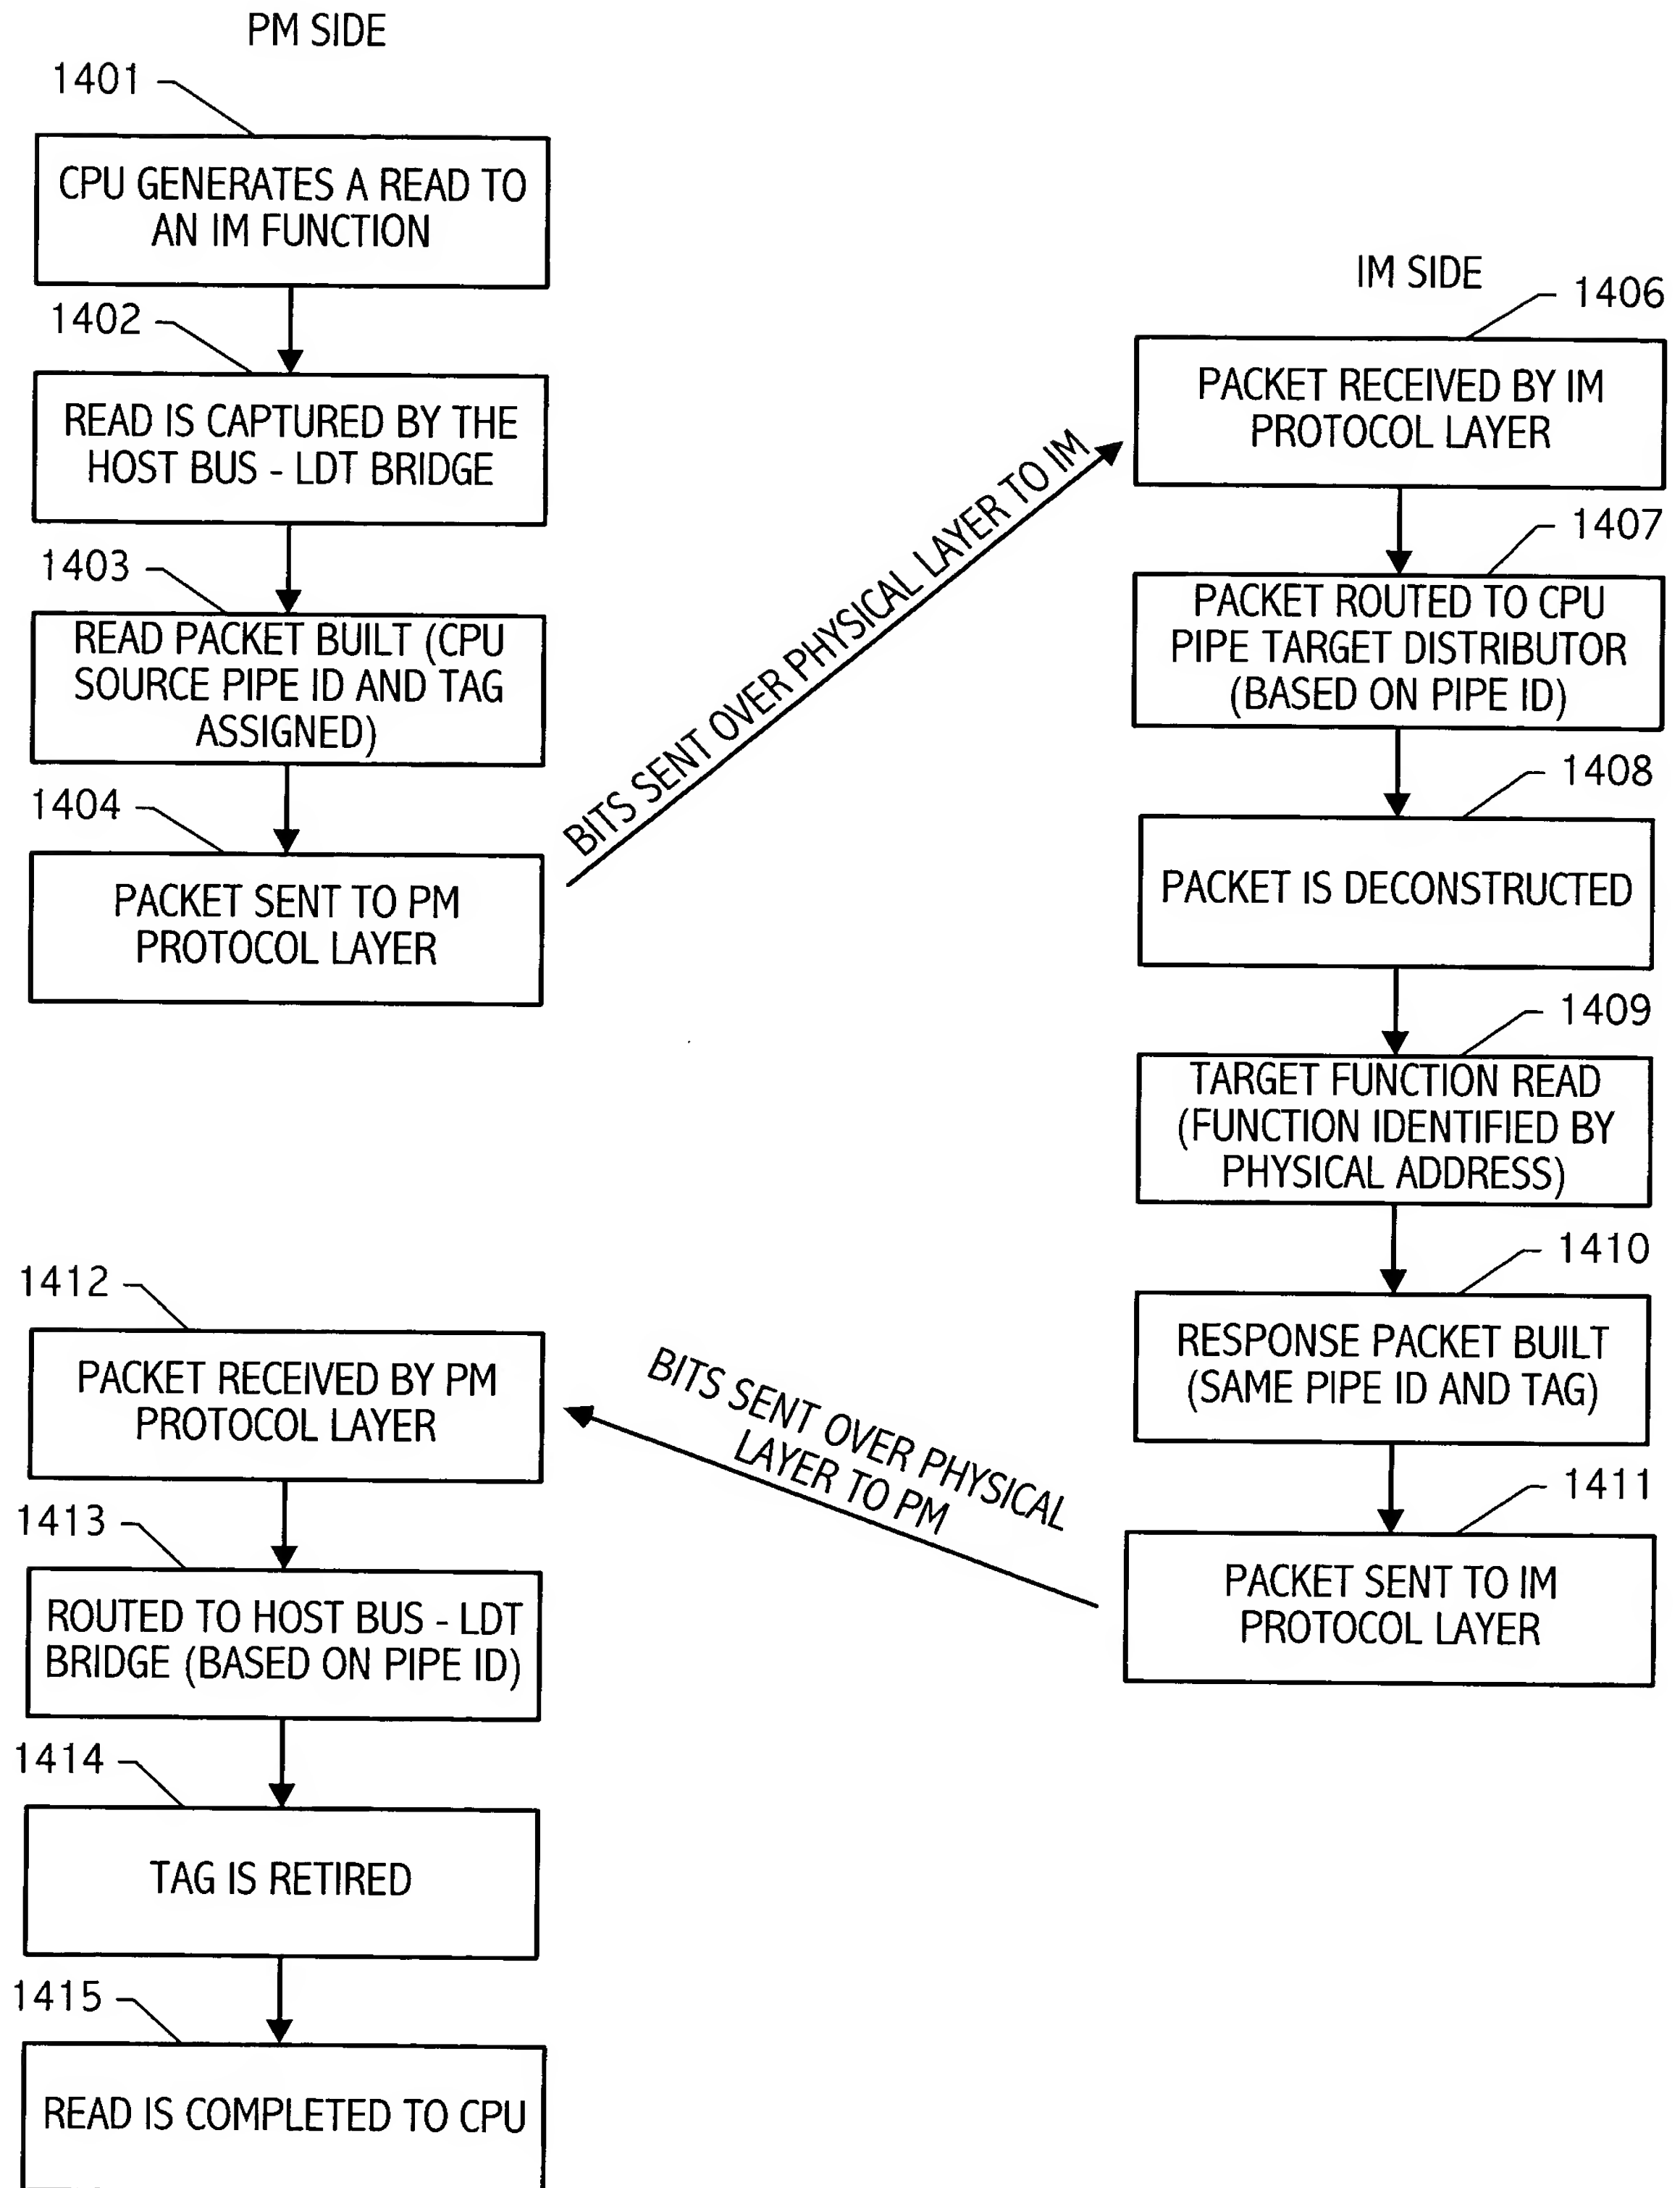 PM SIDE
1401
CPU GENERATES A READ TO
AN IM FUNCTION
1402
READ IS CAPTURED BY THE
HOST BUS - LDT BRIDGE
1403
READ PACKET BUILT (CPU
SOURCE PIPE ID AND TAG
ASSIGNED)
1404
PACKET SENT TO PM
PROTOCOL LAYER
BITS SENT OVER PHYSICAL LAYER TO IM
IM SIDE
1406
PACKET RECEIVED BY IM
PROTOCOL LAYER
1407
PACKET ROUTED TO CPU
PIPE TARGET DISTRIBUTOR
(BASED ON PIPE ID)
1408
PACKET IS DECONSTRUCTED
1409
TARGET FUNCTION READ
(FUNCTION IDENTIFIED BY
PHYSICAL ADDRESS)
1410
RESPONSE PACKET BUILT
(SAME PIPE ID AND TAG)
1411
PACKET SENT TO IM
PROTOCOL LAYER
BITS SENT OVER PHYSICAL
LAYER TO PM
1412
PACKET RECEIVED BY PM
PROTOCOL LAYER
1413
ROUTED TO HOST BUS - LDT
BRIDGE (BASED ON PIPE ID)
1414
TAG IS RETIRED
1415
READ IS COMPLETED TO CPU